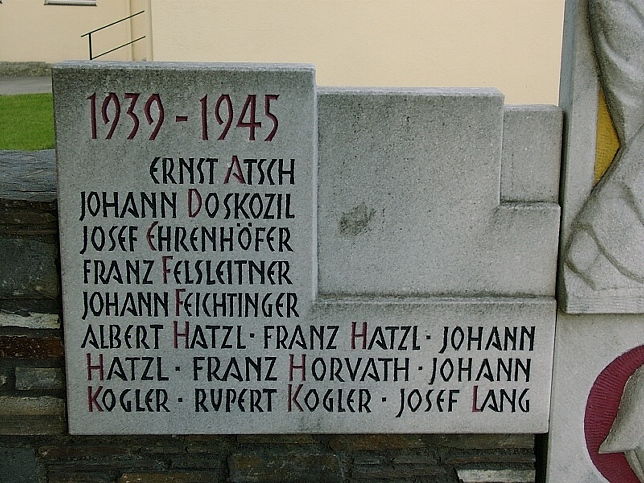 1939 - 1945
ERNST ATSCH
JOHANN DOSKOZIL
JOSEF EHRENHÖFER
FRANZ FELSLEITNER
JOHANN FEICHTINGER
ALBERT HATZL · FRANZ HATZL · JOHANN
HATZL · FRANZ HORVATH · JOHANN
KOGLER · RUPERT KOGLER · JOSEF LANG